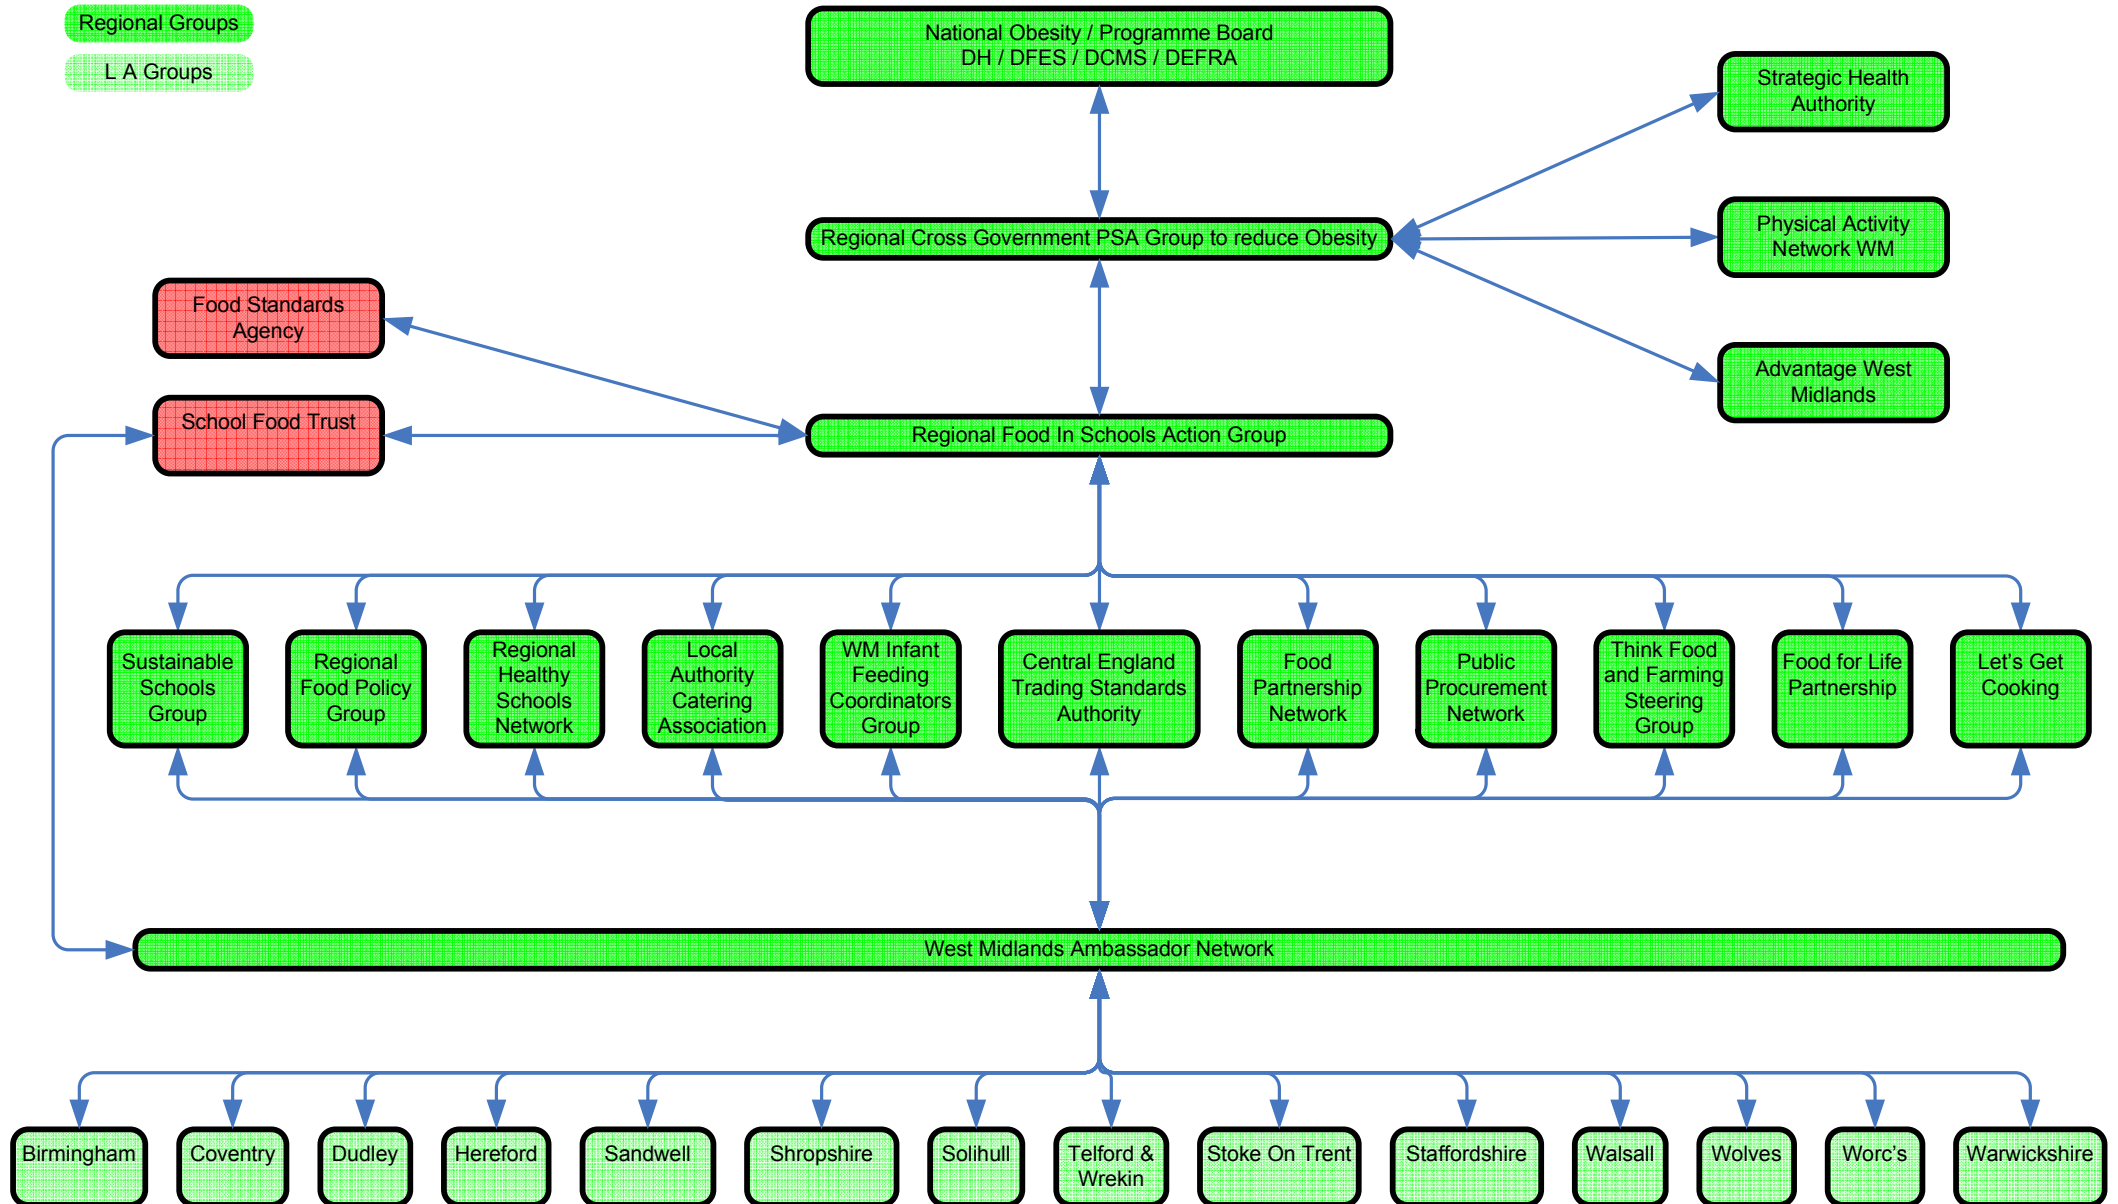 Regional Groups
L A Groups
National Obesity / Programme Board
DH / DFES / DCMS / DEFRA
Strategic Health
Authority
Regional Cross Government PSA Group to reduce Obesity
Physical Activity
Network WM
Food Standards
Agency
Advantage West
Midlands
School Food Trust
Regional Food In Schools Action Group
Sustainable
Schools
Group
Regional
Food Policy
Group
Regional
Healthy
Schools
Network
Local
Authority
Catering
Association
WM Infant
Feeding
Coordinators
Group
Central England
Trading Standards
Authority
Food
Partnership
Network
Public
Procurement
Network
Think Food
and Farming
Steering
Group
Food for Life
Partnership
Let's Get
Cooking
West Midlands Ambassador Network
Birmingham
Coventry
Dudley
Hereford
Sandwell
Shropshire
Solihull
Telford &
Wrekin
Stoke On Trent
Staffordshire
Walsall
Wolves
Worc's
Warwickshire